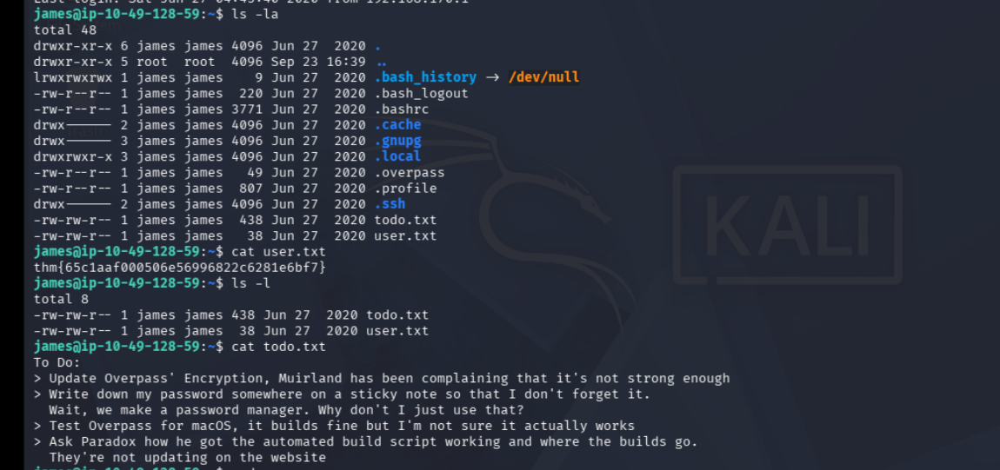 james@ip-10-49-128-59:~$ ls -la
total 48
drwxr-xr-x 6 james james 4096 Jun 27  2020 .
drwxr-xr-x 5 root  root  4096 Sep 23 16:39 ..
lrwxrwxrwx 1 james james    9 Jun 27  2020 .bash_history → /dev/null
-rw-r--r-- 1 james james  220 Jun 27  2020 .bash_logout
-rw-r--r-- 1 james james 3771 Jun 27  2020 .bashrc
drwx------ 2 james james 4096 Jun 27  2020 .cache
drwx------ 3 james james 4096 Jun 27  2020 .gnupg
drwxrwxr-x 3 james james 4096 Jun 27  2020 .local
-rw-r--r-- 1 james james   49 Jun 27  2020 .overpass
-rw-r--r-- 1 james james  807 Jun 27  2020 .profile
drwx------ 2 james james 4096 Jun 27  2020 .ssh
-rw-rw-r-- 1 james james  438 Jun 27  2020 todo.txt
-rw-rw-r-- 1 james james   38 Jun 27  2020 user.txt
james@ip-10-49-128-59:~$ cat user.txt
thm{65c1aaf000506e56996822c6281e6bf7}
james@ip-10-49-128-59:~$ ls -l
total 8
-rw-rw-r-- 1 james james 438 Jun 27  2020 todo.txt
-rw-rw-r-- 1 james james  38 Jun 27  2020 user.txt
james@ip-10-49-128-59:~$ cat todo.txt
To Do:
> Update Overpass' Encryption, Muirland has been complaining that it's not strong enough
> Write down my password somewhere on a sticky note so that I don't forget it.
  Wait, we make a password manager. Why don't I just use that?
> Test Overpass for macOS, it builds fine but I'm not sure it actually works
> Ask Paradox how he got the automated build script working and where the builds go.
  They're not updating on the website
KALI